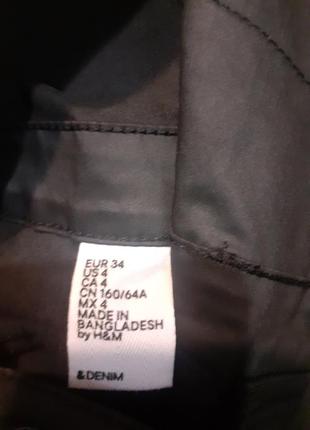 EUR 34
US 4
CA 4
CN 160/64A
MX 4
MADE IN
BANGLADESH
by H&M
&DENIM